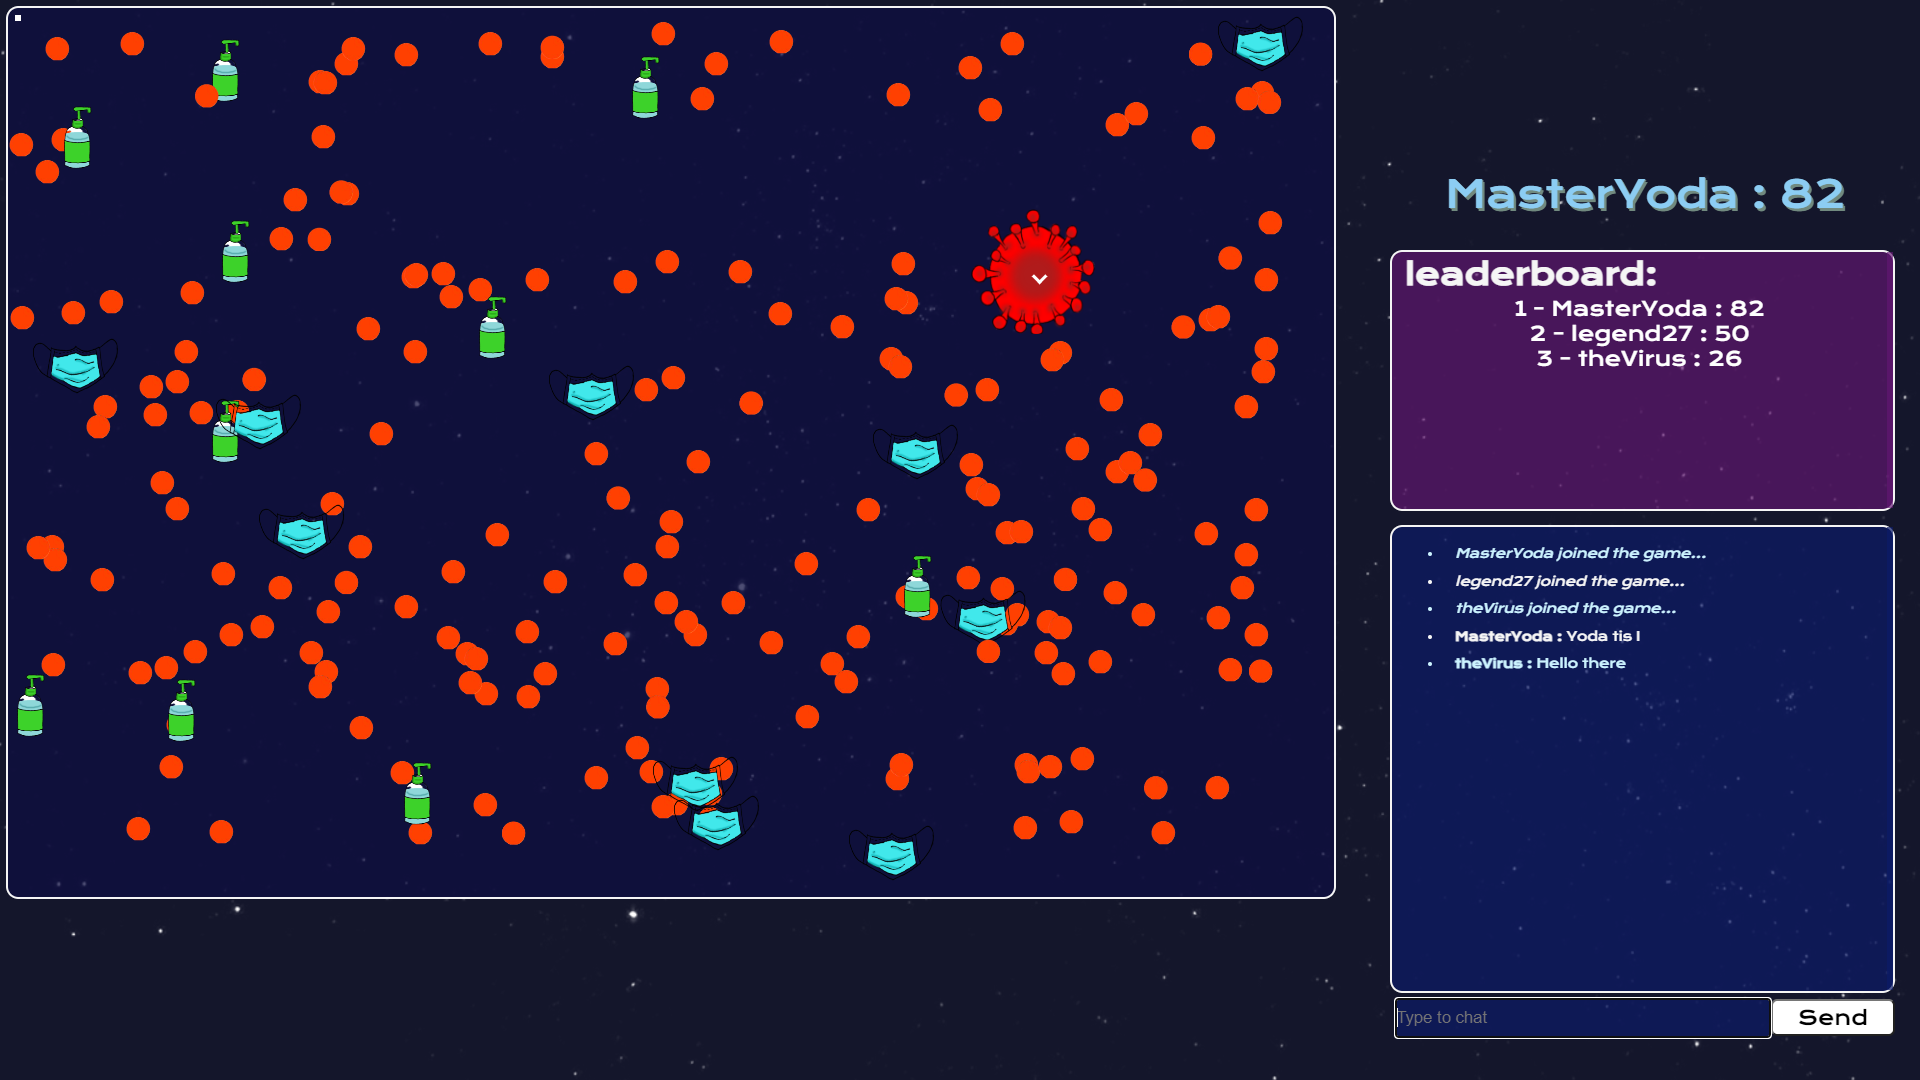 MasterYoda : 82
leaderboard:
1 - MasterYoda : 82
2 - legend27 : 50
3 - theVirus : 26
• MasterYoda joined the game...
• legend27 joined the game...
• theVirus joined the game...
• MasterYoda : Yoda tis I
• theVirus : Hello there
Type to chat
Send